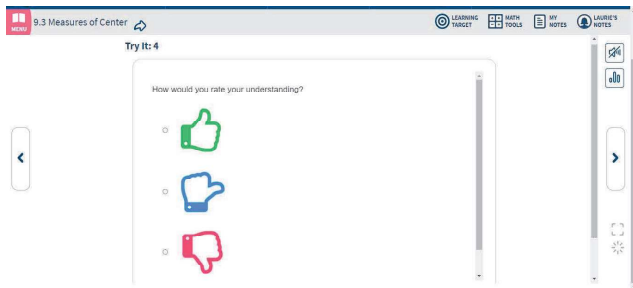 MENU
9.3 Measures of Center
LEARNING TARGET
MATH TOOLS
MY NOTES
LAURIE'S NOTES
Try It: 4
How would you rate your understanding?